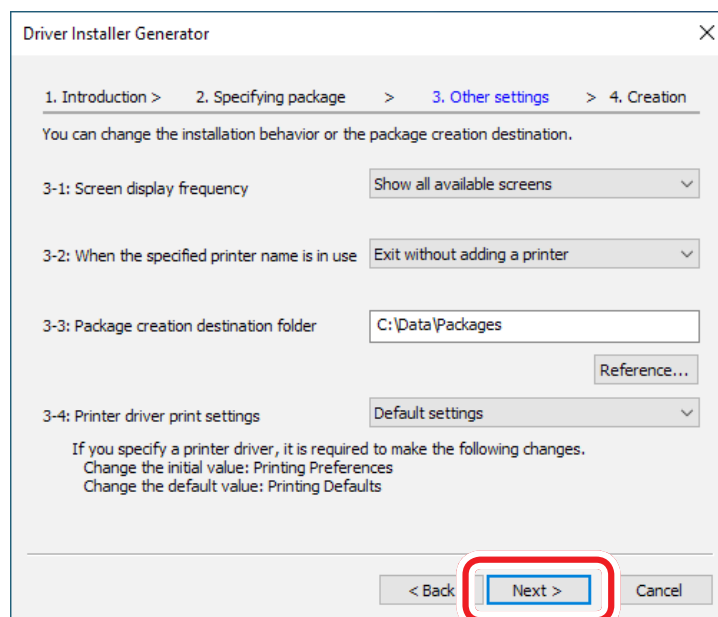 Driver Installer Generator
1. Introduction > 2. Specifying package > 3. Other settings > 4. Creation
You can change the installation behavior or the package creation destination.
3-1: Screen display frequency Show all available screens
3-2: When the specified printer name is in use Exit without adding a printer
3-3: Package creation destination folder C:\Data\Packages
Reference...
3-4: Printer driver print settings Default settings
If you specify a printer driver, it is required to make the following changes.
Change the initial value: Printing Preferences
Change the default value: Printing Defaults
< Back Next > Cancel